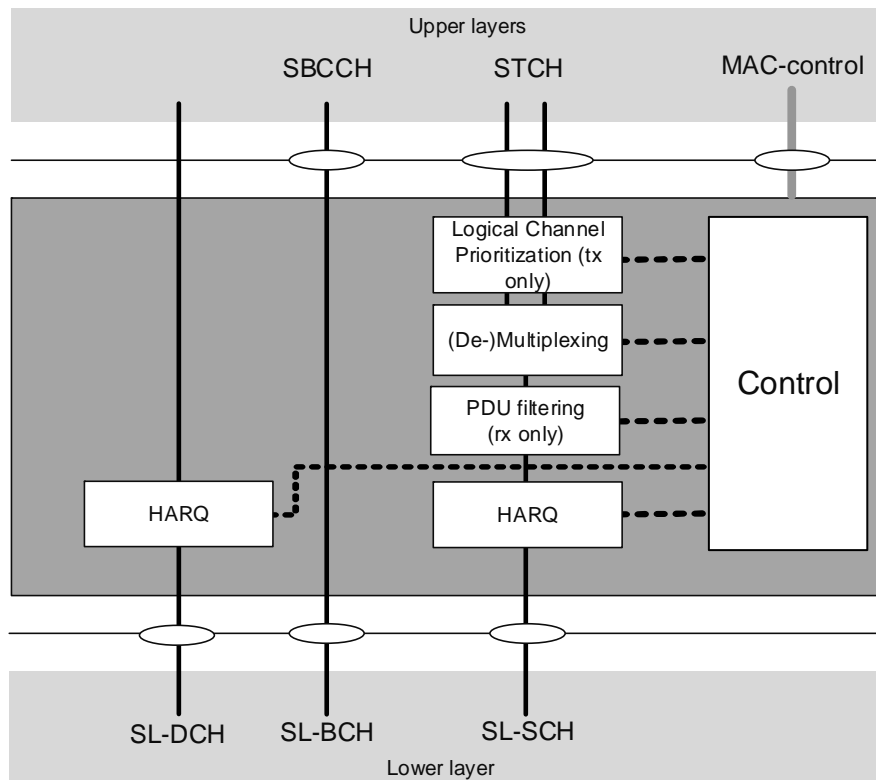 Upper layers
SBCCH
STCH
MAC-control
Logical Channel
Prioritization (tx
only)
(De-)Multiplexing
Control
PDU filtering
(rx only)
HARQ
HARQ
SL-DCH
SL-BCH
SL-SCH
Lower layer